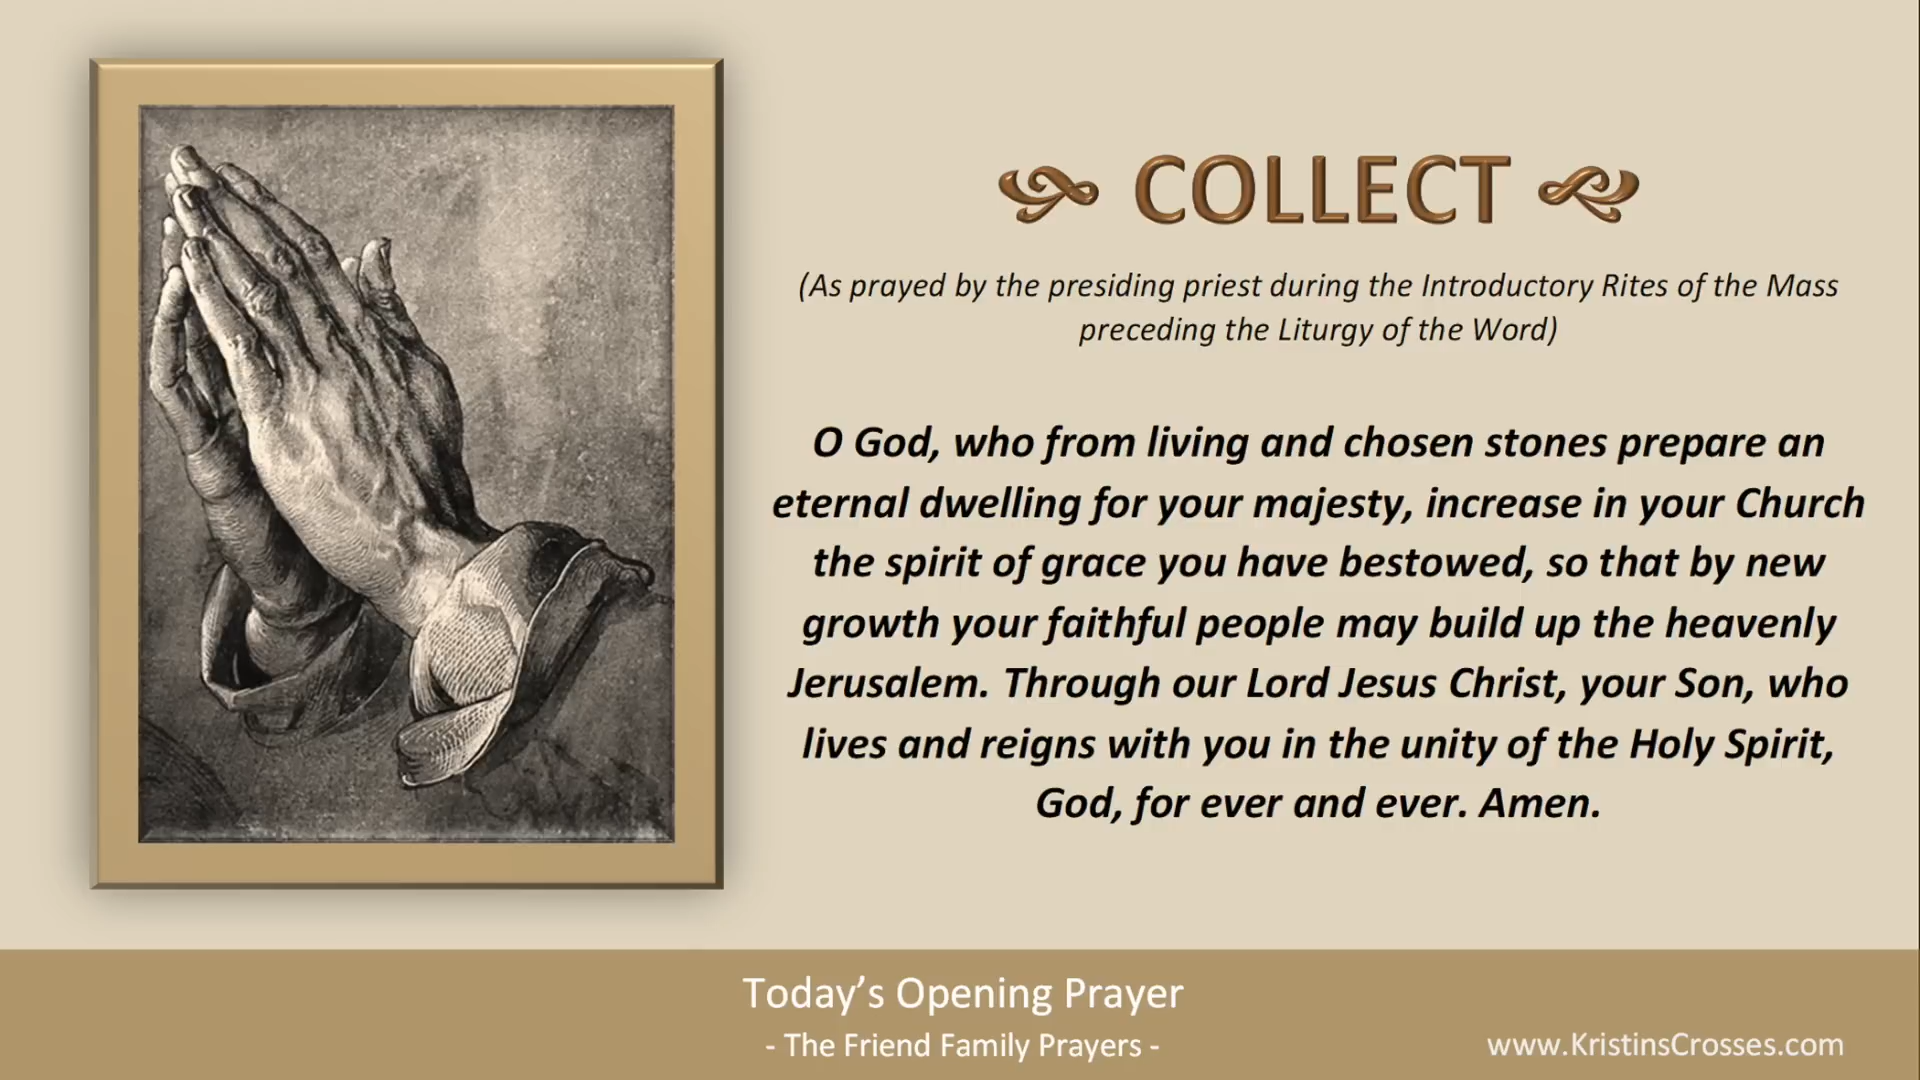 COLLECT
(As prayed by the presiding priest during the Introductory Rites of the Mass
preceding the Liturgy of the Word)
O God, who from living and chosen stones prepare an
eternal dwelling for your majesty, increase in your Church
the spirit of grace you have bestowed, so that by new
growth your faithful people may build up the heavenly
Jerusalem. Through our Lord Jesus Christ, your Son, who
lives and reigns with you in the unity of the Holy Spirit,
God, for ever and ever. Amen.
Today’s Opening Prayer
- The Friend Family Prayers -
www.KristinsCrosses.com